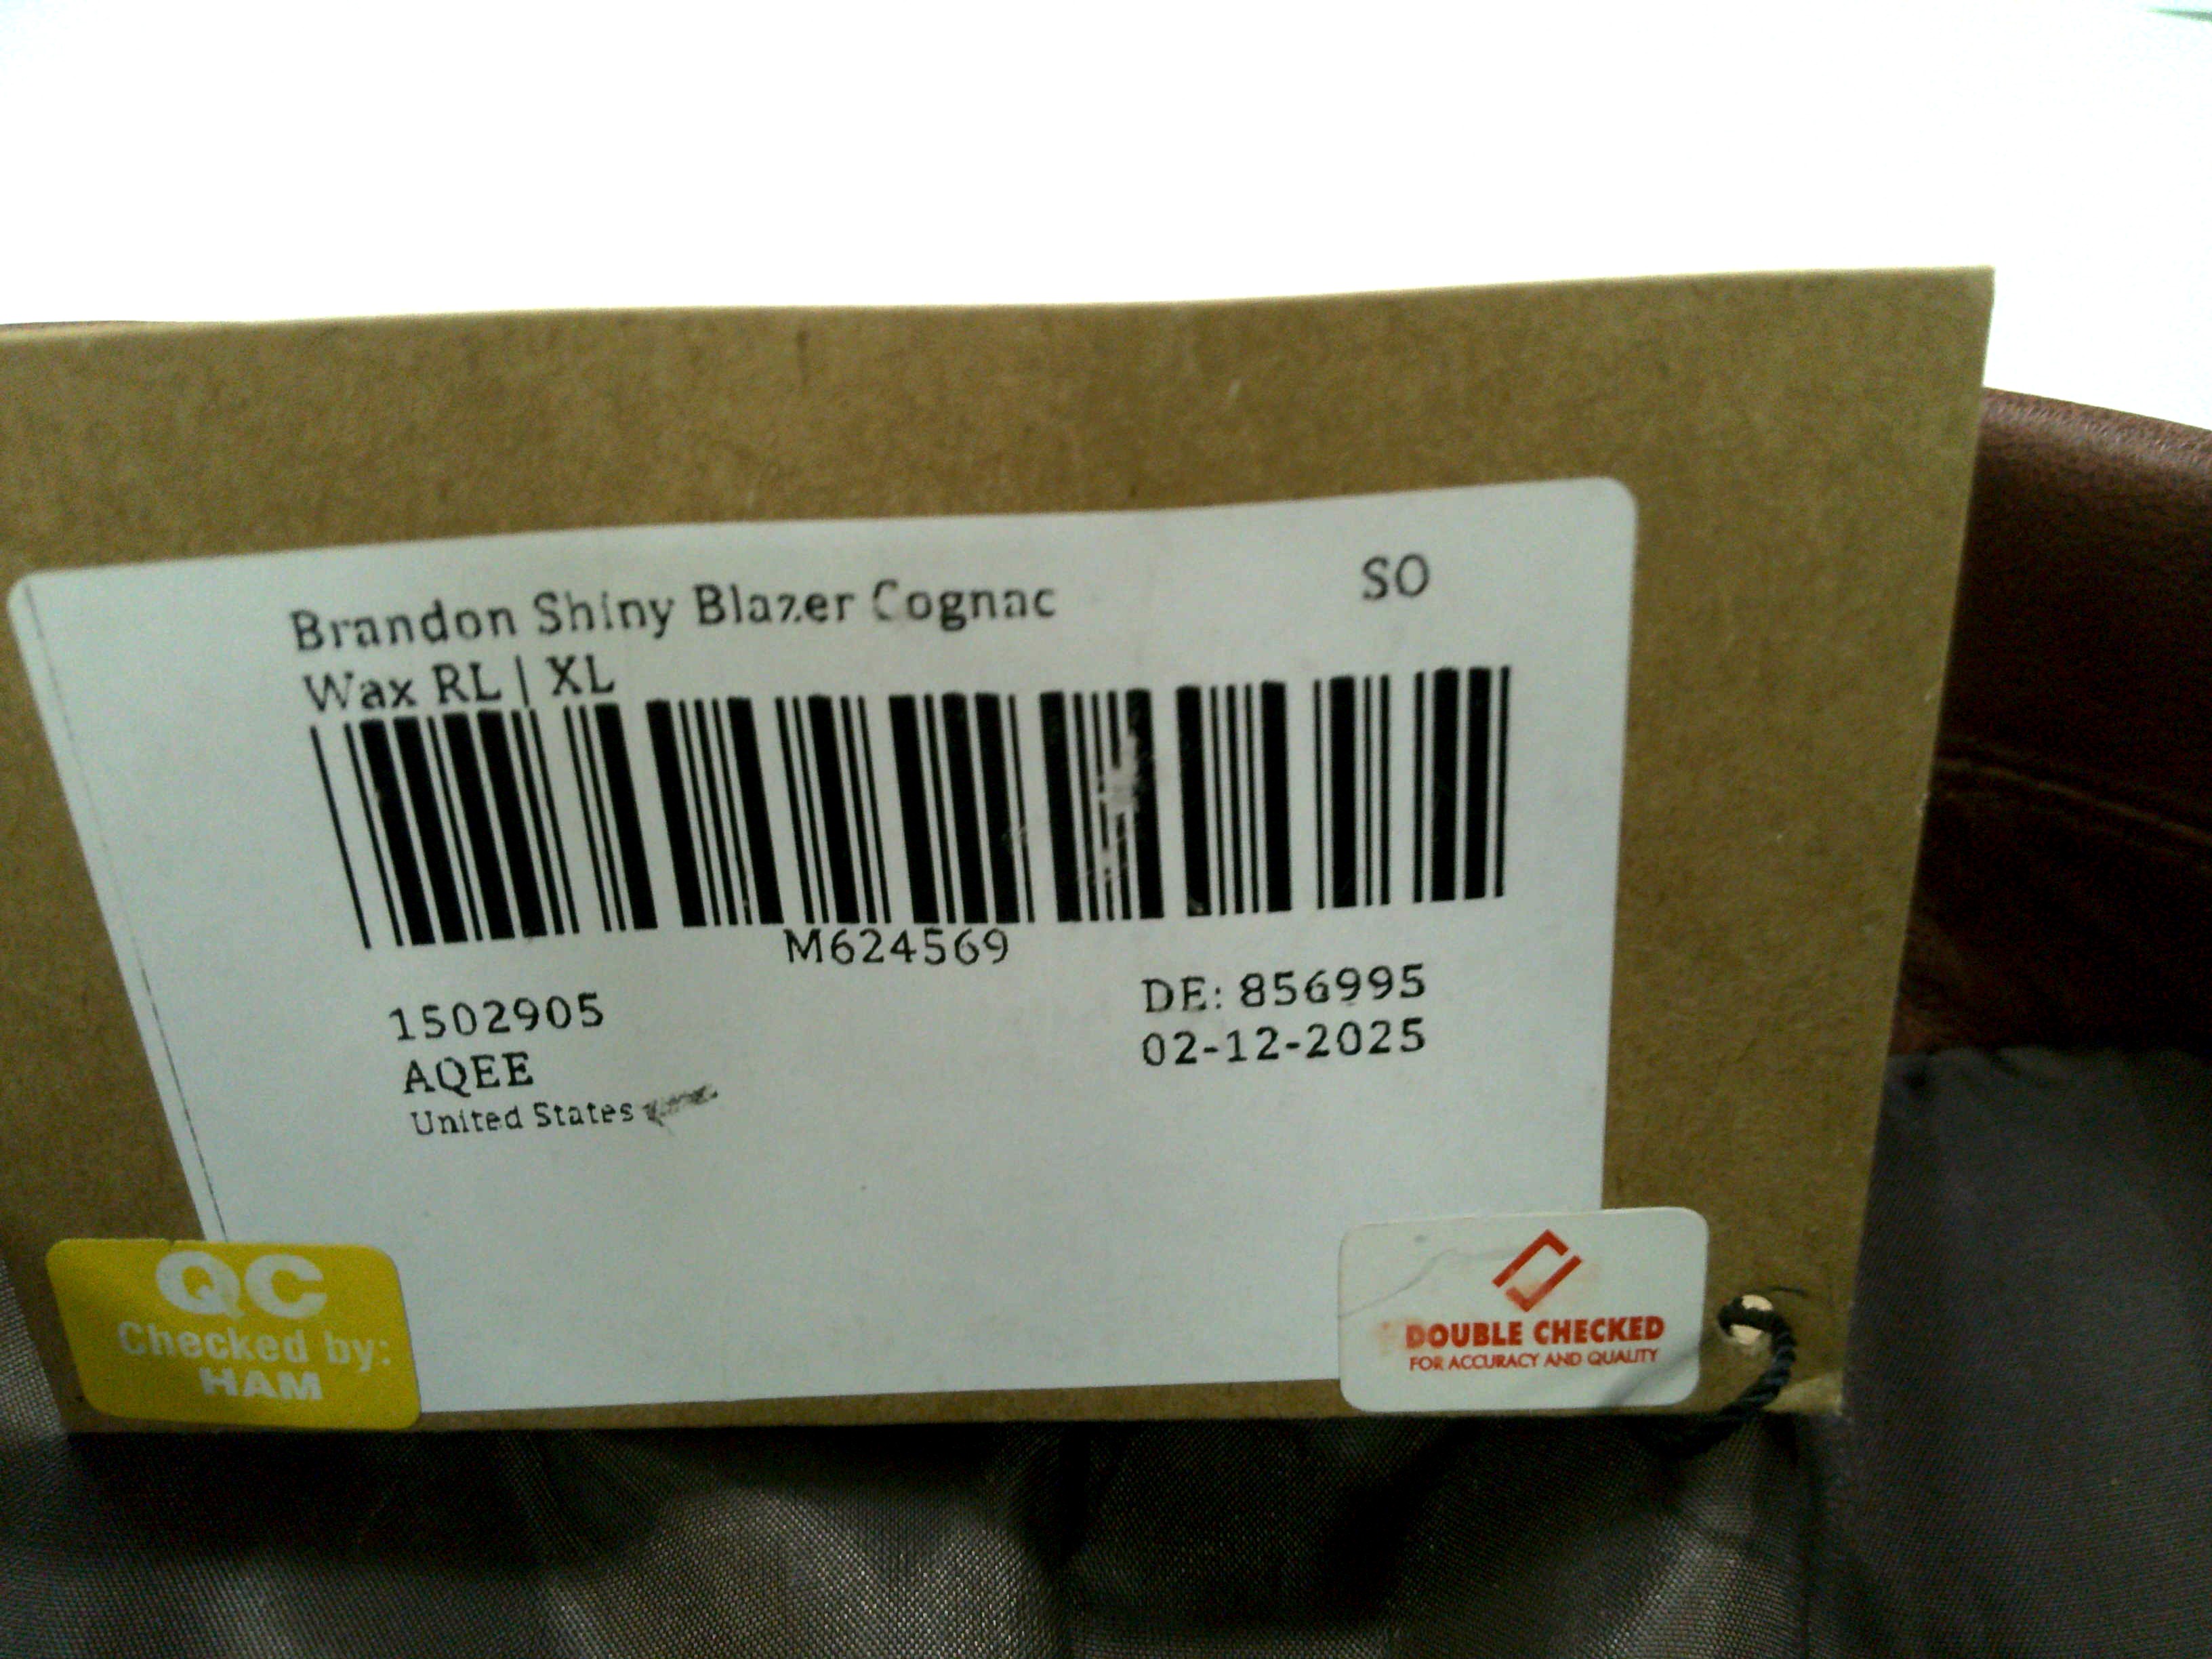 Brandon Shiny Blazer Cognac
Wax RL | XL
SO
M624569
1502905
AQEE
United States
DE: 856995
02-12-2025
QC
Checked by:
HAM
DOUBLE CHECKED
FOR ACCURACY AND QUALITY